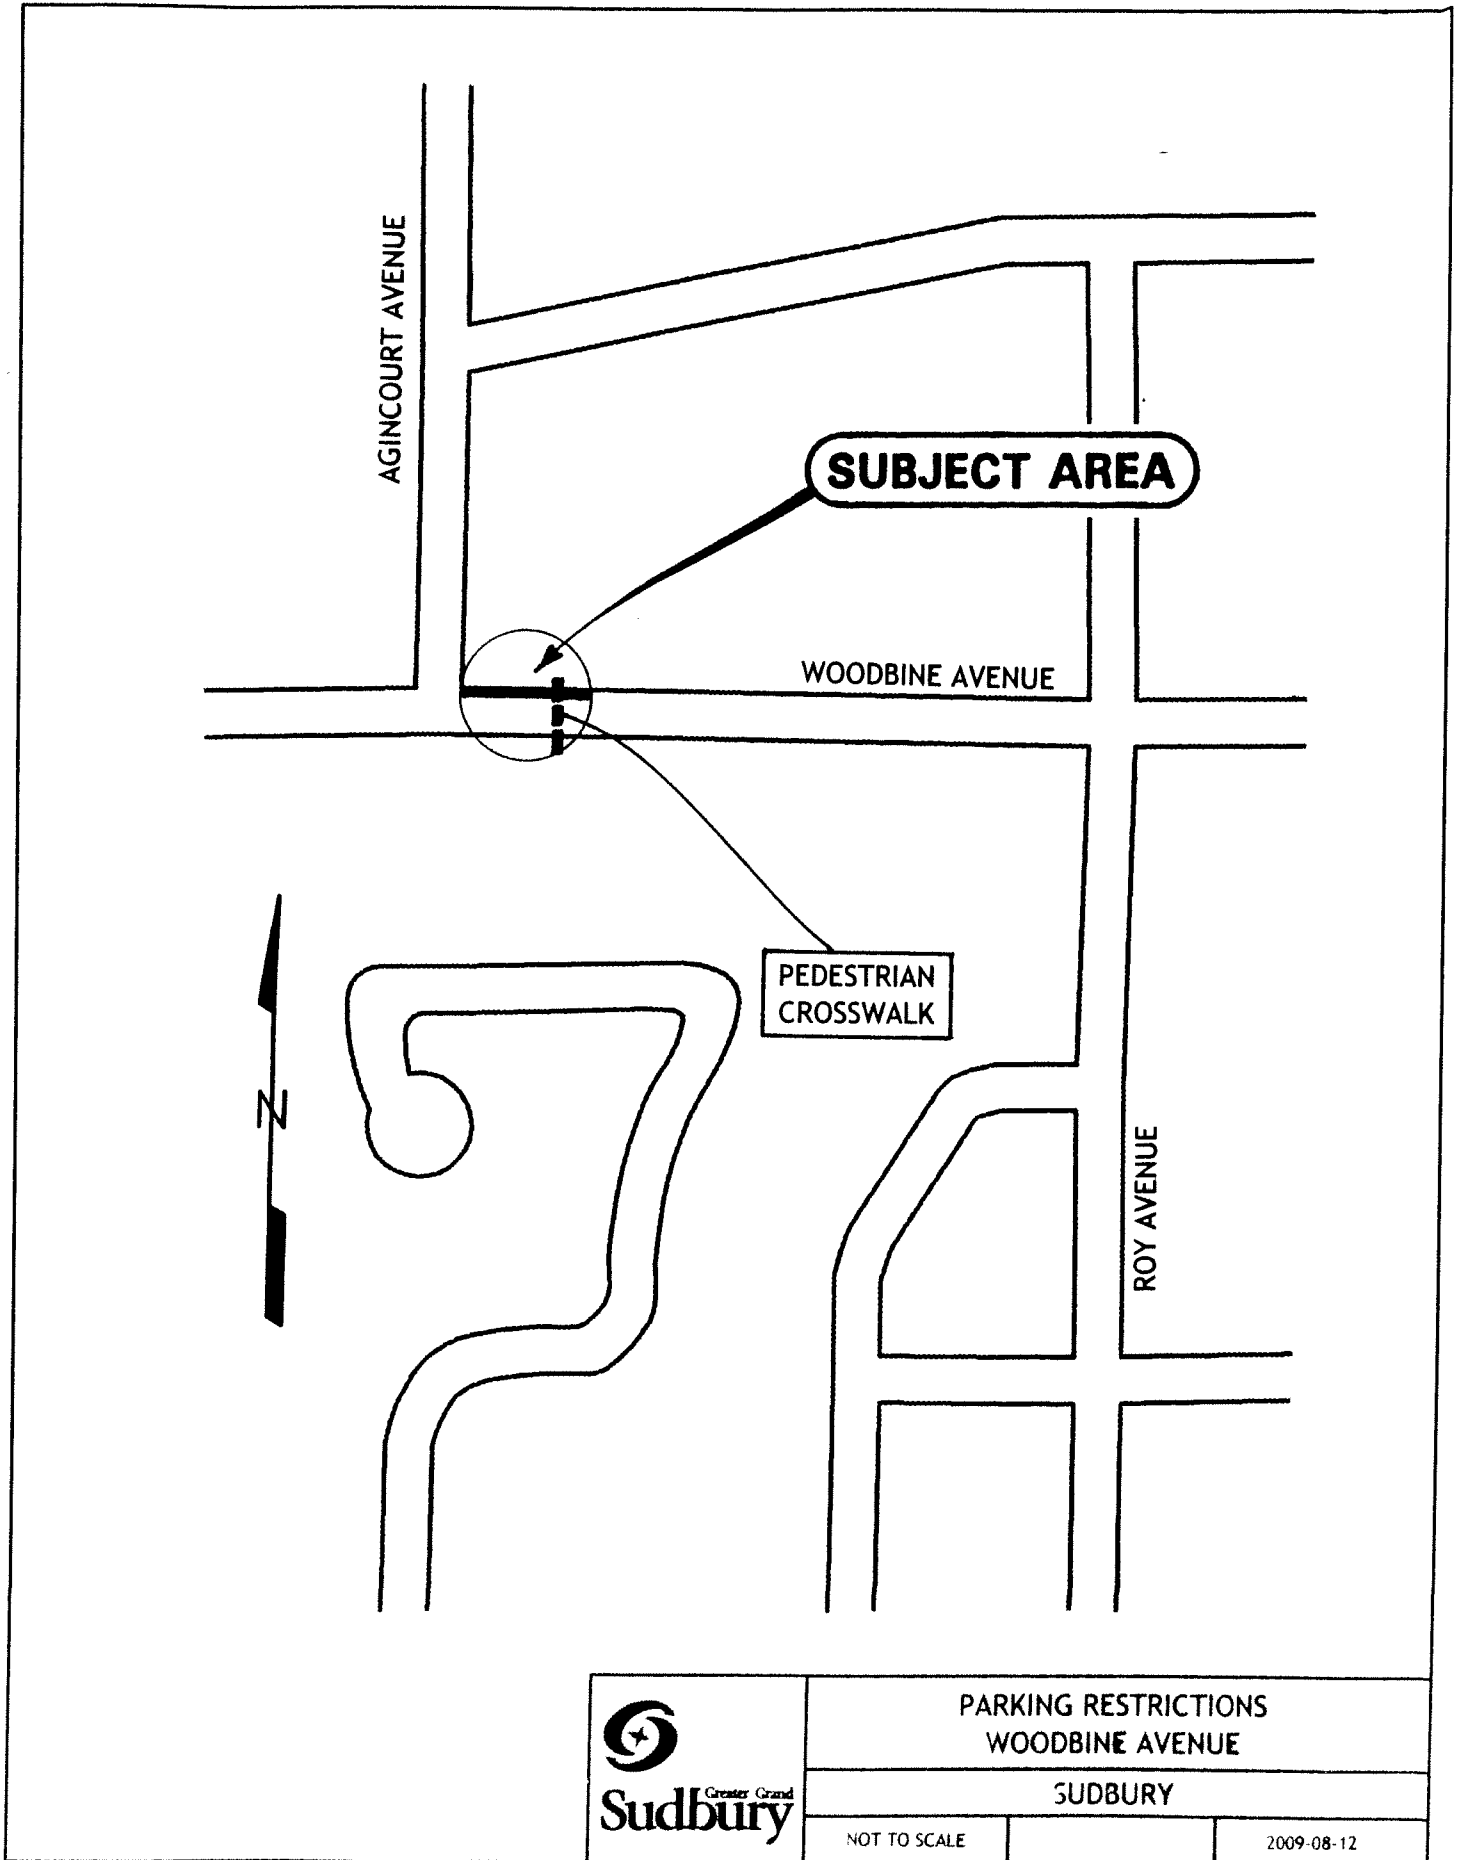 AGINCOURT AVENUE
SUBJECT AREA
WOODBINE AVENUE
PEDESTRIAN
CROSSWALK
N
ROY AVENUE
PARKING RESTRICTIONS
WOODBINE AVENUE
SUDBURY
Greater Grand
Sudbury
NOT TO SCALE
2009-08-12